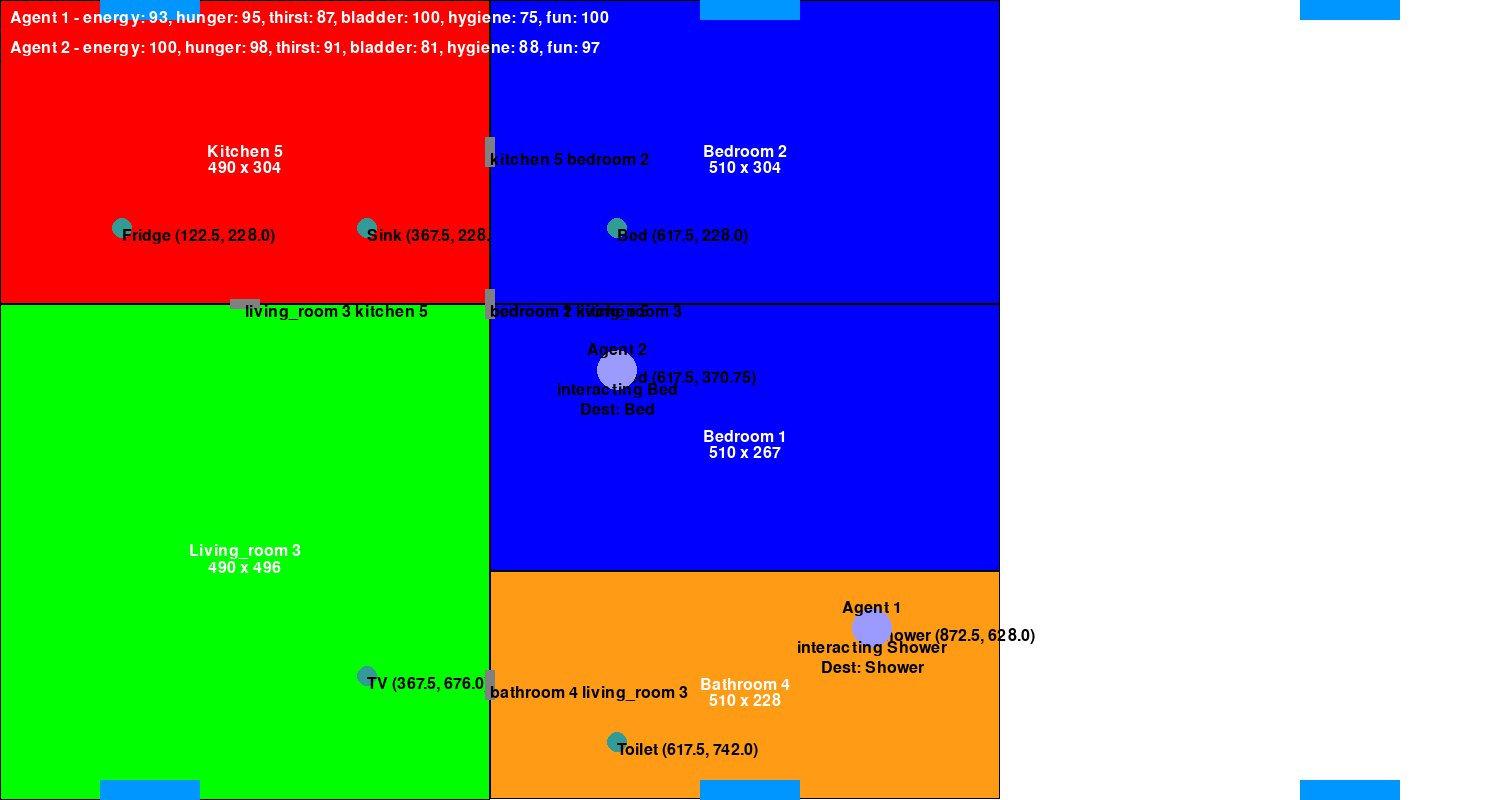 Agent 1 - energy: 93, hunger: 95, thirst: 87, bladder: 100, hygiene: 75, fun: 100
Agent 2 - energy: 100, hunger: 98, thirst: 91, bladder: 81, hygiene: 88, fun: 97
Kitchen 5
490 x 304
kitchen 5 bedroom 2
Bedroom 2
510 x 304
Fridge (122.5, 228.0)
Sink (367.5, 228.
Bed (617.5, 228.0)
living_room 3 kitchen 5
bedroom room 3
Agent 2
(617.5, 370.75)
interacting Bed
Dest: Bed
Bedroom 1
510 x 267
Living_room 3
490 x 496
Agent 1
ower (872.5, 628.0)
interacting Shower
Dest: Shower
TV (367.5, 676.0
bathroom 4 living_room 3
Bathroom 4
510 x 228
Toilet (617.5, 742.0)